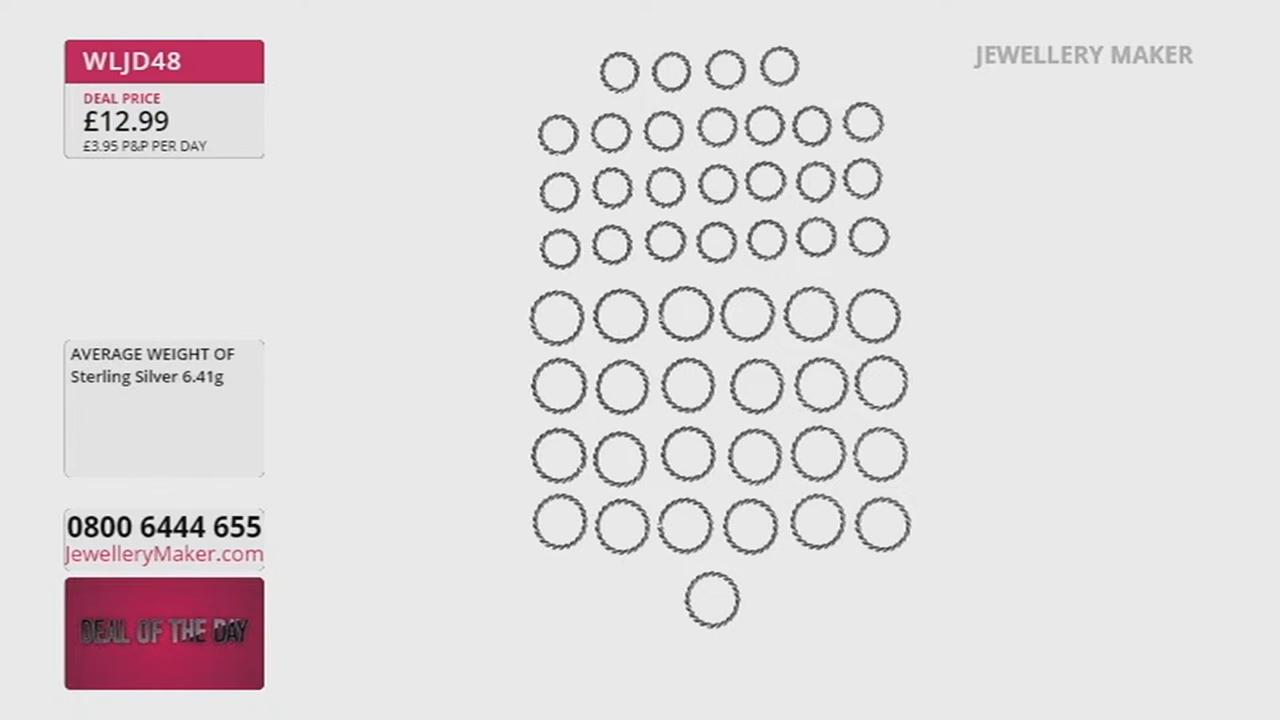 WLJD48
DEAL PRICE
£12.99
£3.95 P&P PER DAY
JEWELLERY MAKER
AVERAGE WEIGHT OF
Sterling Silver 6.41g
0800 6444 655
JewelleryMaker.com
DEAL OF THE DAY